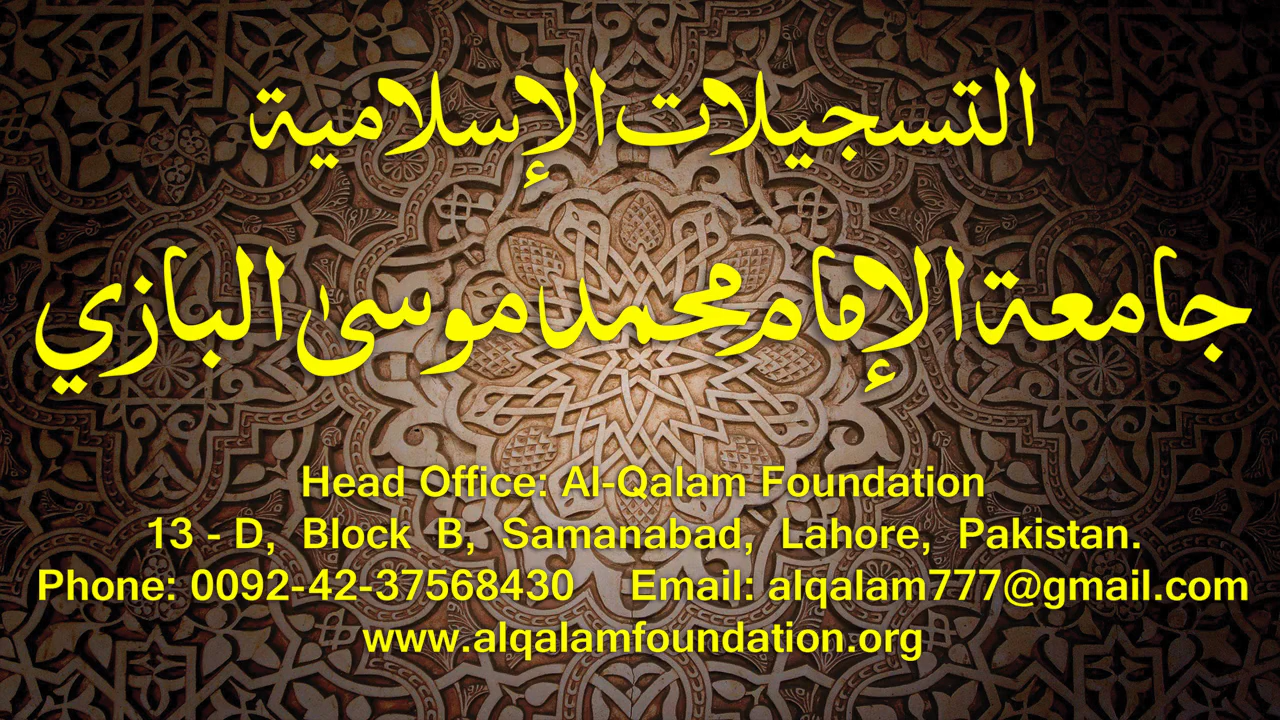 التسجيلات الإسلامية
جامعة الإمام محمد موسى البازي
Head Office: Al-Qalam Foundation
13 - D, Block B, Samanabad, Lahore, Pakistan.
Phone: 0092-42-37568430 Email: alqalam777@gmail.com
www.alqalamfoundation.org